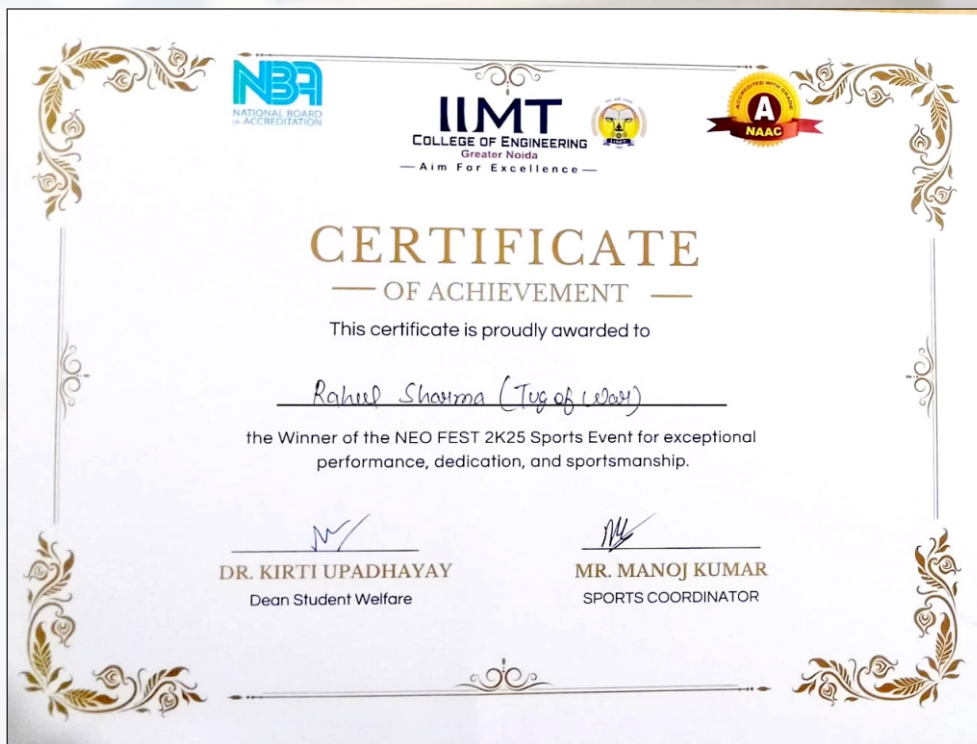 NBA
NATIONAL BOARD
OF ACCREDITATION
IIMT
COLLEGE OF ENGINEERING
Greater Noida
Aim For Excellence
ACCREDITED WITH GRADE
A
NAAC
CERTIFICATE
OF ACHIEVEMENT
This certificate is proudly awarded to
Rahul Sharma (Tug of War)
the Winner of the NEO FEST 2K25 Sports Event for exceptional
performance, dedication, and sportsmanship.
DR. KIRTI UPADHAYAY
Dean Student Welfare
MR. MANOJ KUMAR
SPORTS COORDINATOR